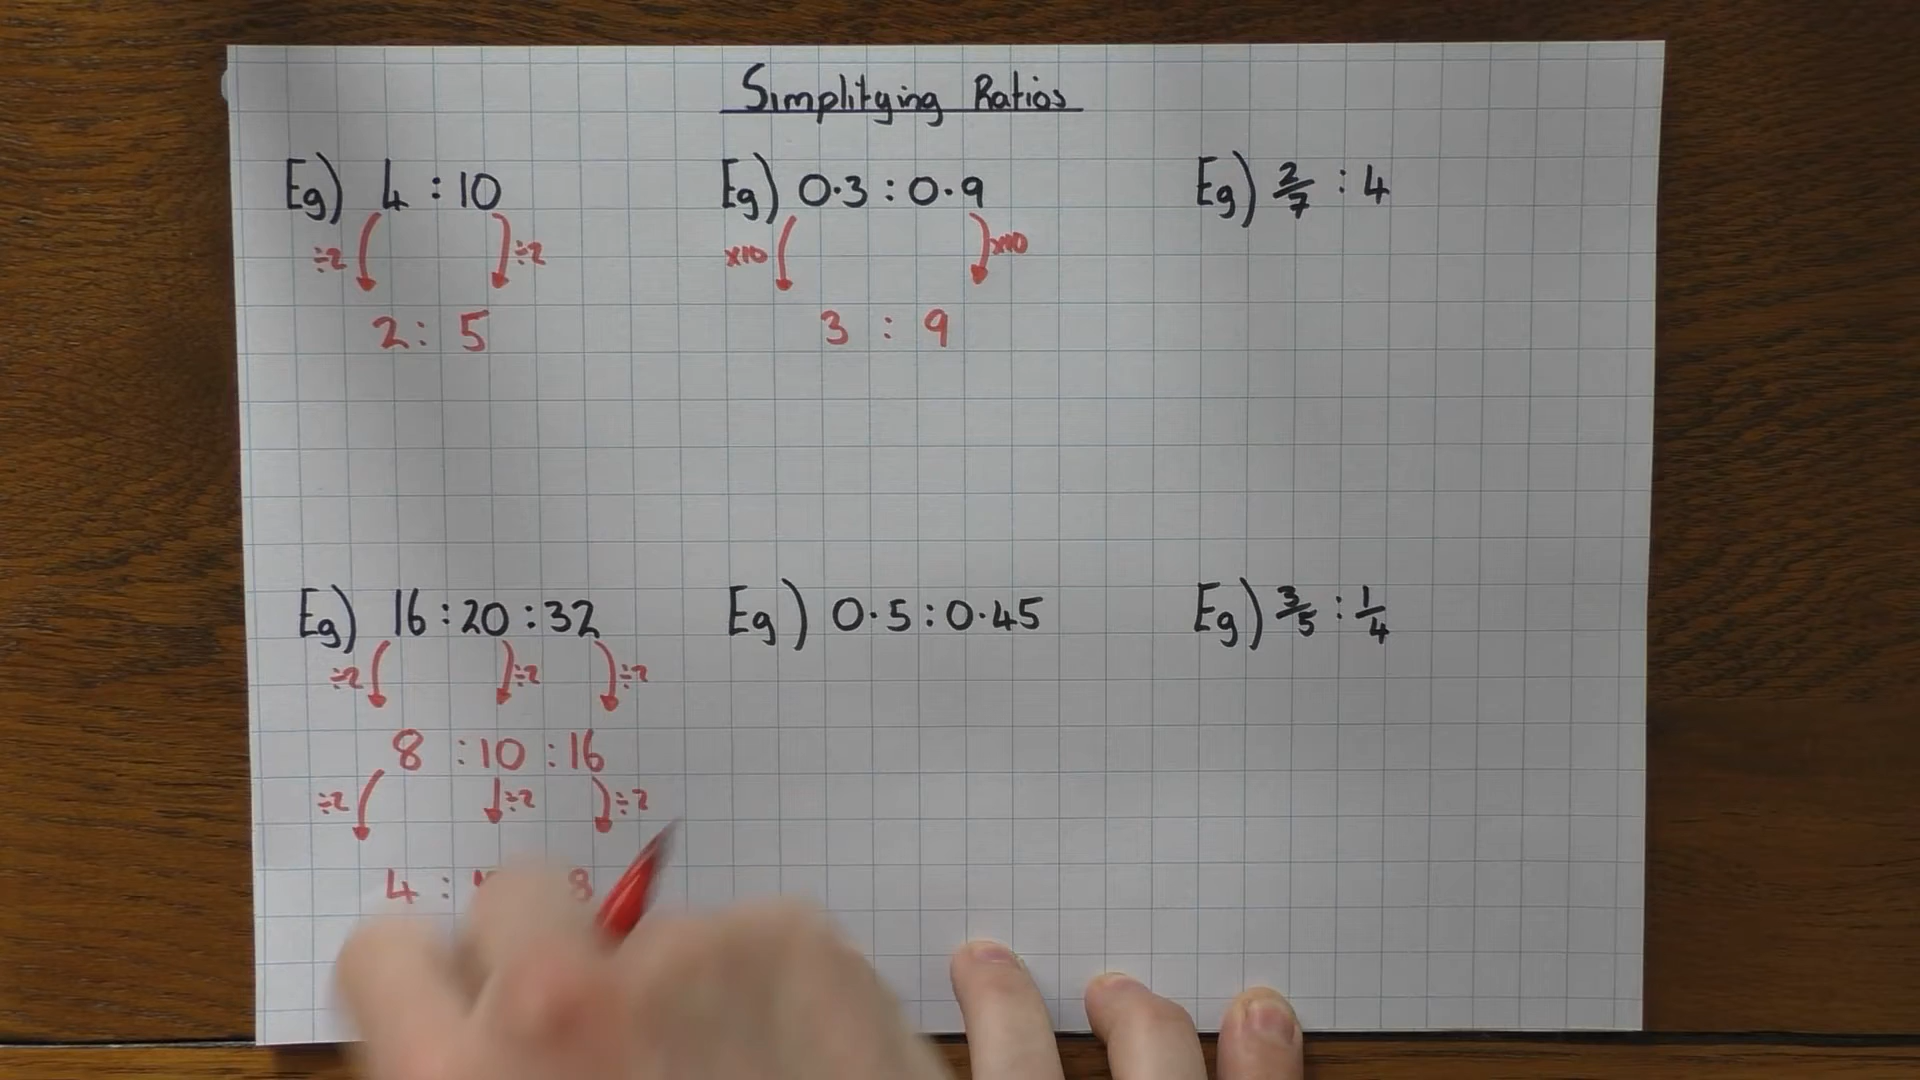 Simplifying Ratios
Eg) 4 : 10
÷2 ÷2
2 : 5
Eg) 0.3 : 0.9
×10 ×10
3 : 9
Eg) 2/7 : 4
Eg) 16 : 20 : 32
÷2 ÷2 ÷2
8 : 10 : 16
÷2 ÷2 ÷2
4 : 8
Eg) 0.5 : 0.45
Eg) 3/5 : 1/4